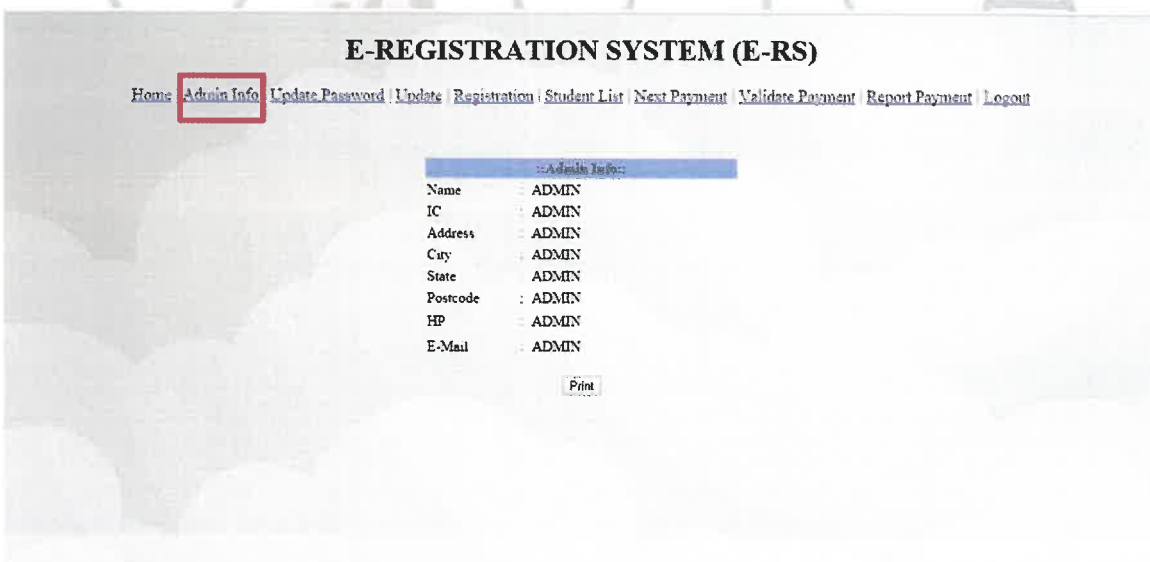 E-REGISTRATION SYSTEM (E-RS)
Home | Admin Info | Update Password | Update | Registration | Student List | Next Payment | Validate Payment | Report Payment | Logout
::Admin Info::
Name : ADMIN
IC : ADMIN
Address : ADMIN
City : ADMIN
State : ADMIN
Postcode : ADMIN
HP : ADMIN
E-Mail : ADMIN
Print